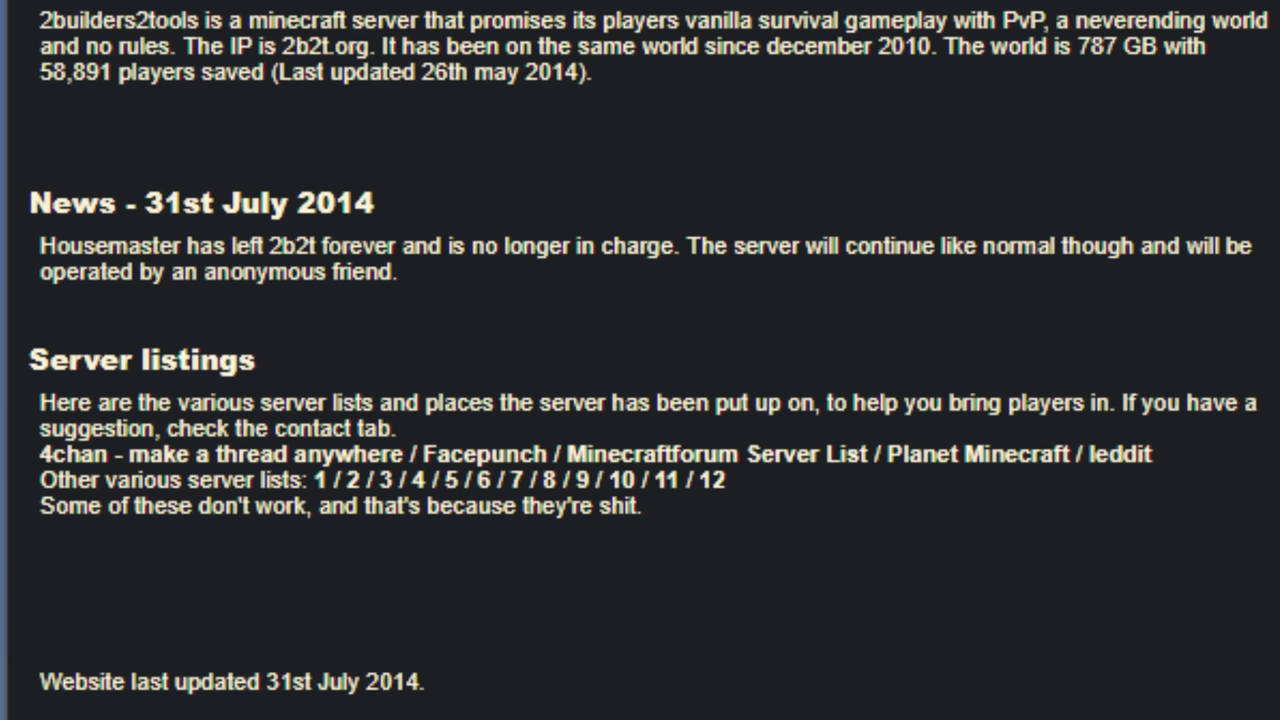 2builders2tools is a minecraft server that promises its players vanilla survival gameplay with PvP, a neverending world
and no rules. The IP is 2b2t.org. It has been on the same world since december 2010. The world is 787 GB with
58,891 players saved (Last updated 26th may 2014).
News - 31st July 2014
Housemaster has left 2b2t forever and is no longer in charge. The server will continue like normal though and will be
operated by an anonymous friend.
Server listings
Here are the various server lists and places the server has been put up on, to help you bring players in. If you have a
suggestion, check the contact tab.
4chan - make a thread anywhere / Facepunch / Minecraftforum Server List / Planet Minecraft / leddit
Other various server lists: 1 / 2 / 3 / 4 / 5 / 6 / 7 / 8 / 9 / 10 / 11 / 12
Some of these don't work, and that's because they're shit.
Website last updated 31st July 2014.